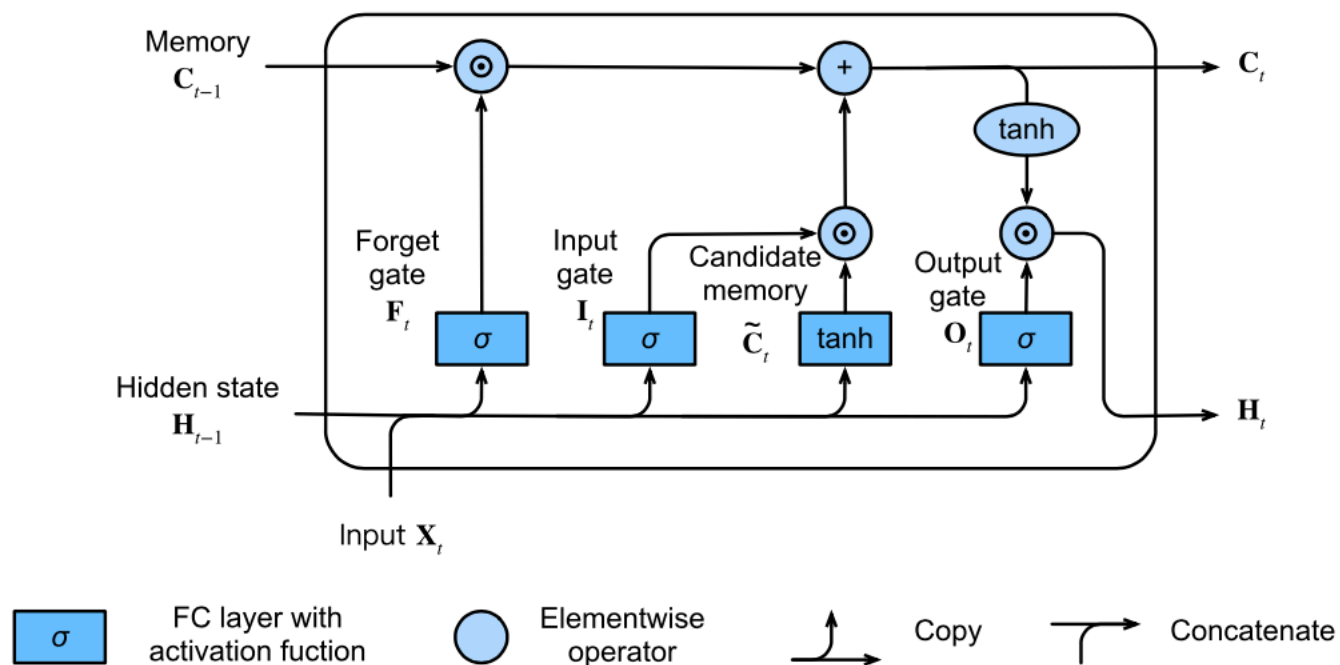 Memory
C_{t−1}
⊙
+
C_t
tanh
⊙
⊙
Forget
gate
F_t
Input
gate
I_t
Candidate
memory
C̃_t
Output
gate
O_t
σ
σ
tanh
σ
Hidden state
H_{t−1}
H_t
Input X_t
σ
FC layer with
activation fuction
Elementwise
operator
Copy
Concatenate